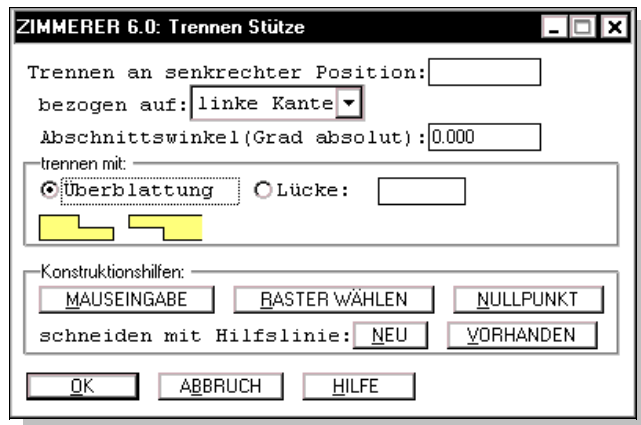 ZIMMERER 6.0: Trennen Stütze
Trennen an senkrechter Position:
bezogen auf: linke Kante
Abschnittswinkel(Grad absolut): 0.000
trennen mit:
Überblattung Lücke:
Konstruktionshilfen:
MAUSEINGABE RASTER WÄHLEN NULLPUNKT
schneiden mit Hilfslinie: NEU VORHANDEN
OK ABBRUCH HILFE